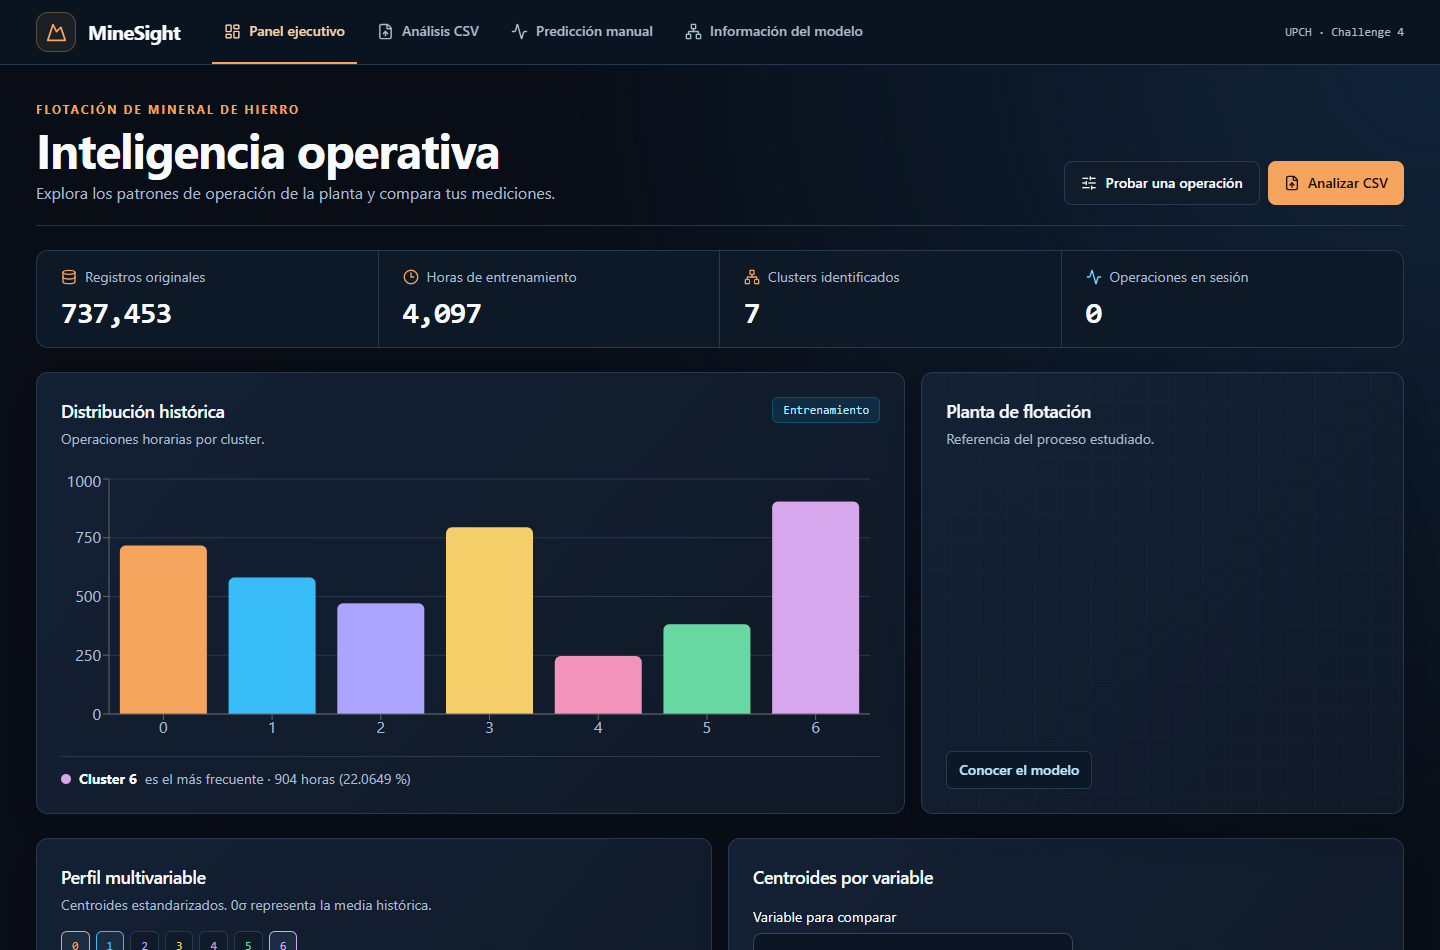 MineSight
Panel ejecutivo
Análisis CSV
Predicción manual
Información del modelo
UPCH · Challenge 4
FLOTACIÓN DE MINERAL DE HIERRO
Inteligencia operativa
Explora los patrones de operación de la planta y compara tus mediciones.
Probar una operación
Analizar CSV
Registros originales
737,453
Horas de entrenamiento
4,097
Clusters identificados
7
Operaciones en sesión
0
Distribución histórica
Entrenamiento
Operaciones horarias por cluster.
1000
750
500
250
0
0 1 2 3 4 5 6
Cluster 6 es el más frecuente · 904 horas (22.0649 %)
Planta de flotación
Referencia del proceso estudiado.
Conocer el modelo
Perfil multivariable
Centroides estandarizados. 0σ representa la media histórica.
0 1 2 3 4 5 6
Centroides por variable
Variable para comparar